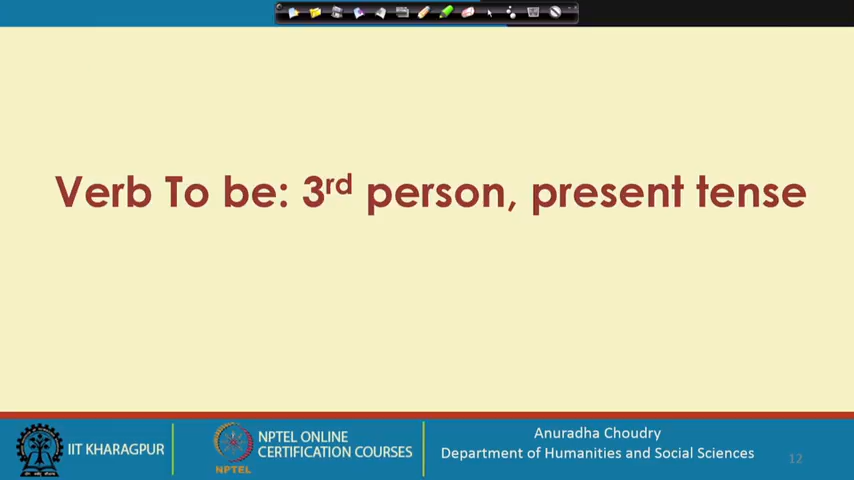 Verb To be: 3rd person, present tense
IIT KHARAGPUR
NPTEL
NPTEL ONLINE
CERTIFICATION COURSES
Anuradha Choudry
Department of Humanities and Social Sciences
12